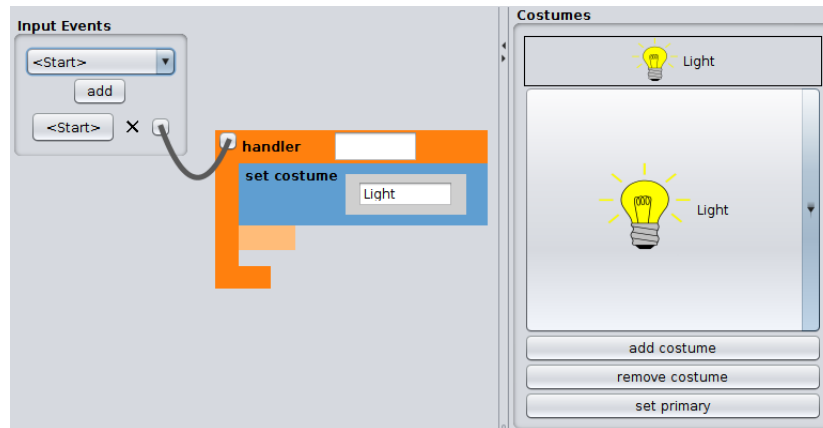 Input Events
<Start>
add
<Start>
handler
set costume
Light
Costumes
Light
Light
add costume
remove costume
set primary